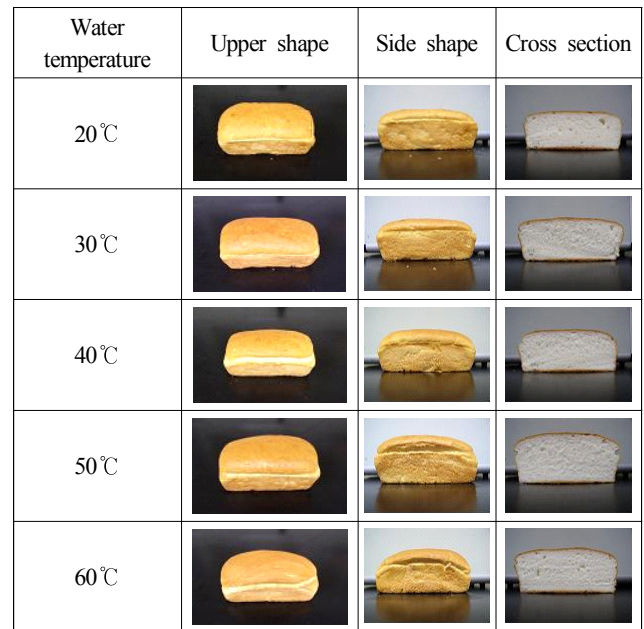 Water
temperature
Upper shape
Side shape
Cross section
20℃
30℃
40℃
50℃
60℃